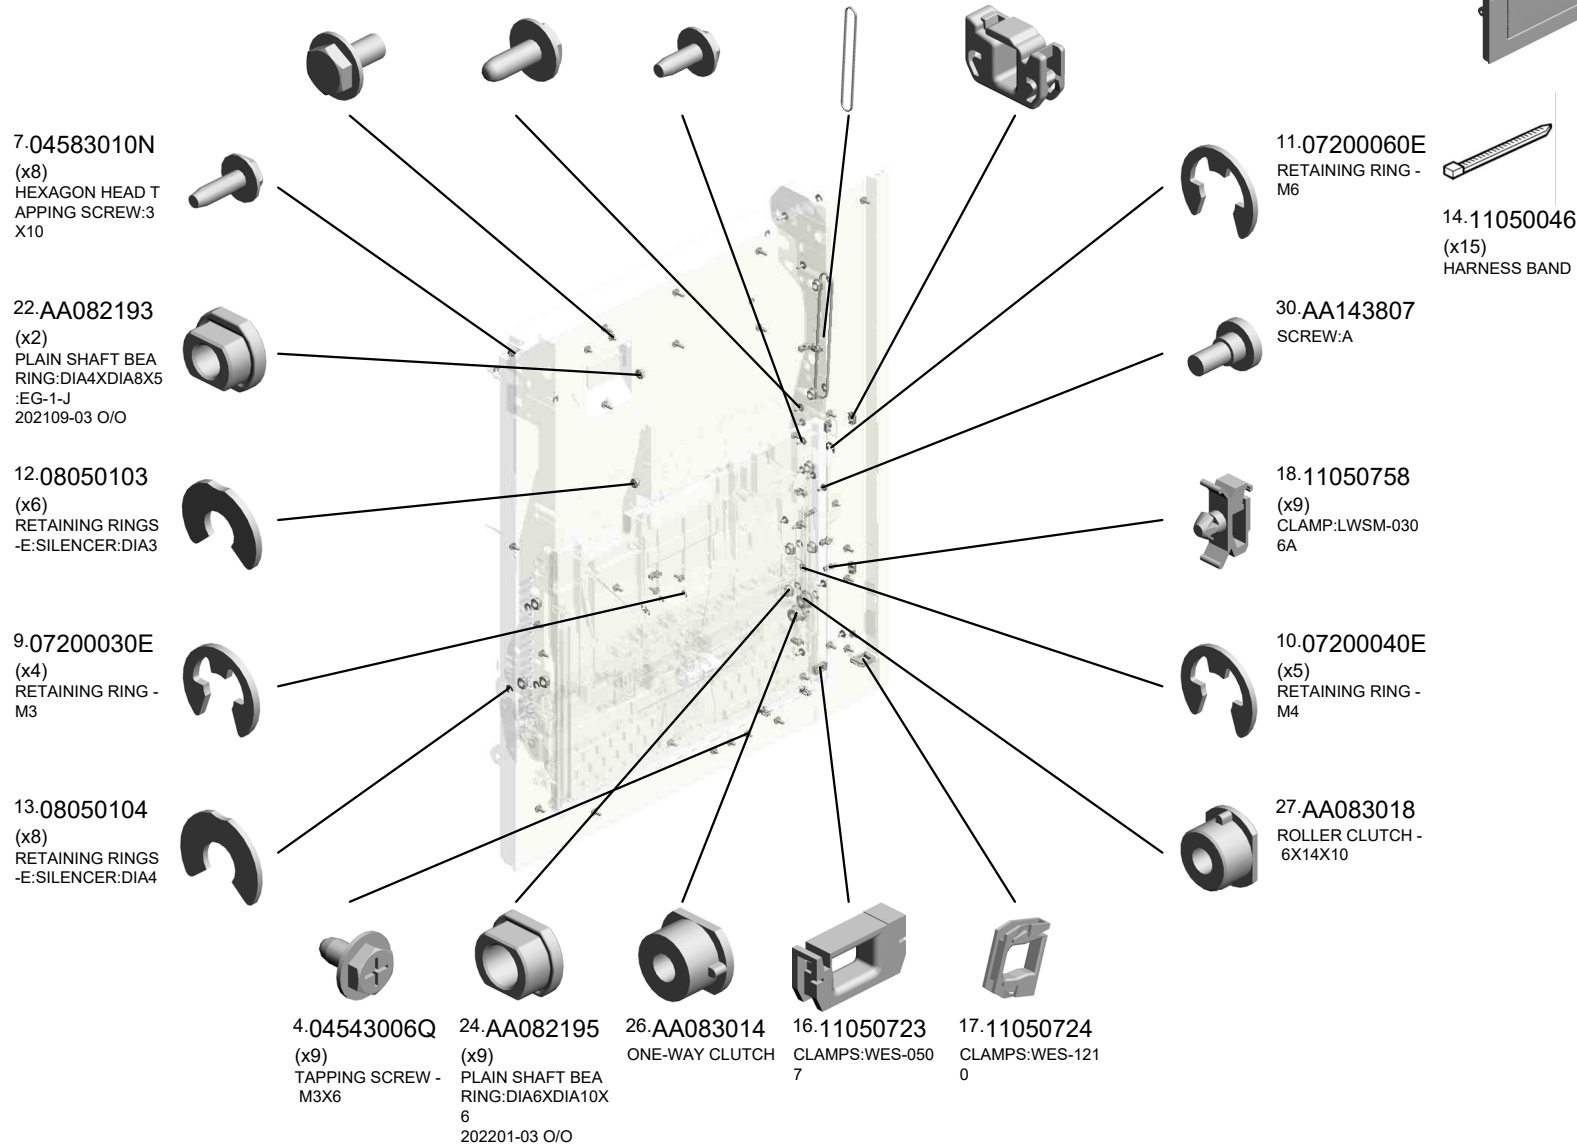 7.04583010N
(x8)
HEXAGON HEAD T
APPING SCREW:3
X10
22.AA082193
(x2)
PLAIN SHAFT BEA
RING:DIA4XDIA8X5
:EG-1-J
202109-03 O/O
12.08050103
(x6)
RETAINING RINGS
-E:SILENCER:DIA3
9.07200030E
(x4)
RETAINING RING -
M3
13.08050104
(x8)
RETAINING RINGS
-E:SILENCER:DIA4
4.04543006Q
(x9)
TAPPING SCREW -
M3X6
24.AA082195
(x9)
PLAIN SHAFT BEA
RING:DIA6XDIA10X
6
202201-03 O/O
26.AA083014
ONE-WAY CLUTCH
16.11050723
CLAMPS:WES-050
7
17.11050724
CLAMPS:WES-121
0
11.07200060E
RETAINING RING -
M6
30.AA143807
SCREW:A
18.11050758
(x9)
CLAMP:LWSM-030
6A
10.07200040E
(x5)
RETAINING RING -
M4
27.AA083018
ROLLER CLUTCH -
6X14X10
14.11050046
(x15)
HARNESS BAND